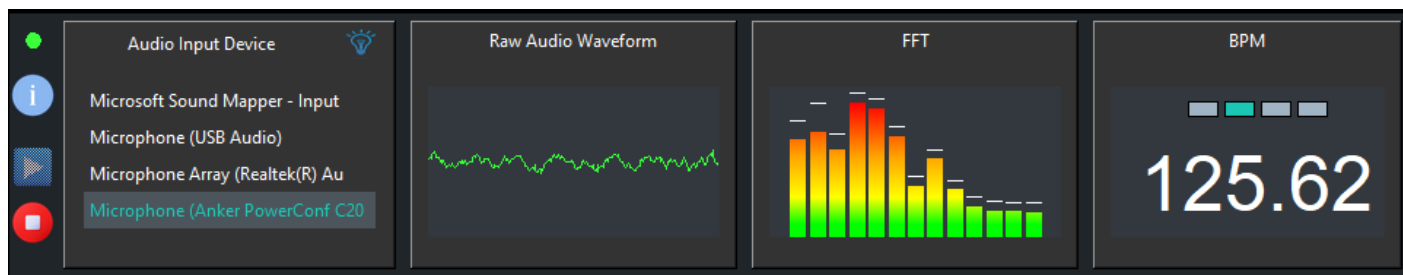 Audio Input Device
Microsoft Sound Mapper - Input
Microphone (USB Audio)
Microphone Array (Realtek(R) Au
Microphone (Anker PowerConf C20
Raw Audio Waveform
FFT
BPM
125.62
i